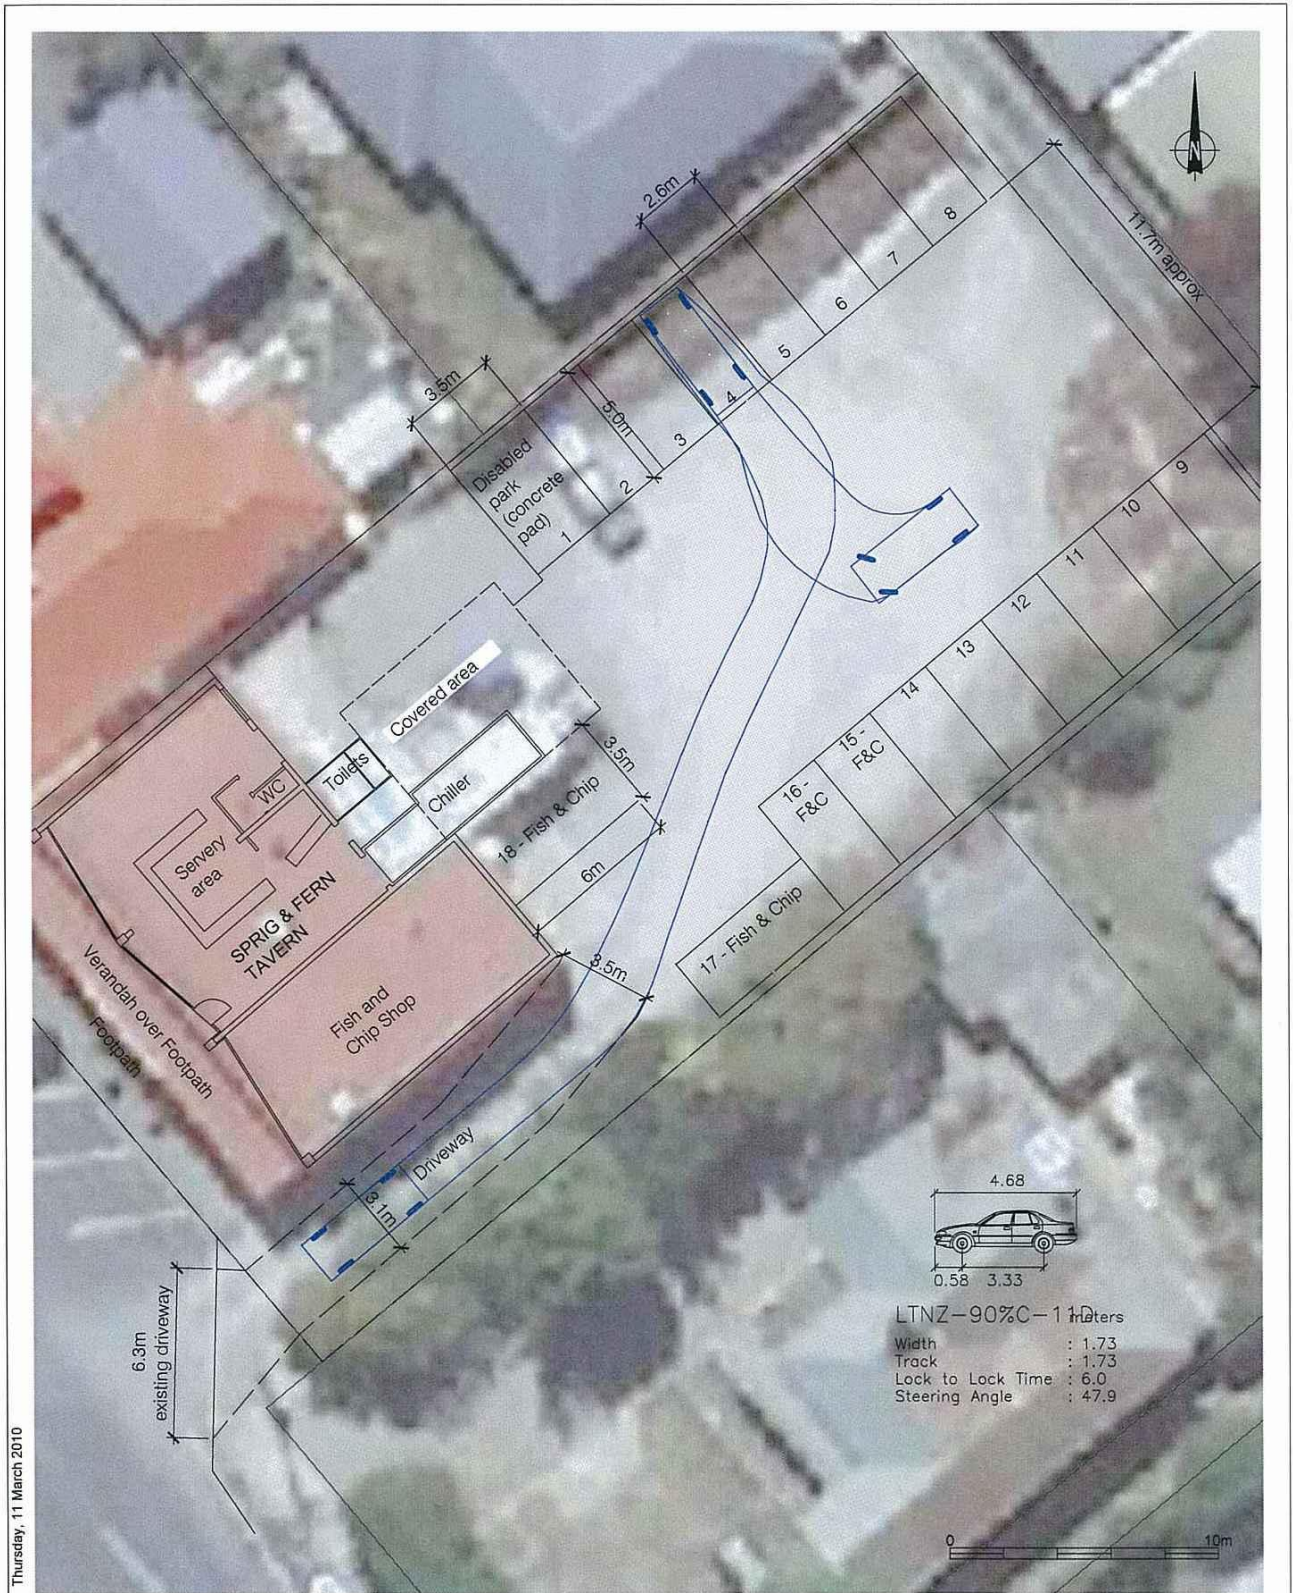 N
2.6m
11.7m approx
8
7
6
5
4
3
2
1
3.5m
5.0m
Disabled
park
(concrete
pad)
9
10
11
12
13
14
15 -
F&C
16 -
F&C
17 - Fish & Chip
18 - Fish & Chip
3.5m
6m
3.5m
Covered area
Toilets
Chiller
WC
Servery
area
SPRIG & FERN
TAVERN
Fish and
Chip Shop
Verandah over Footpath
Footpath
Driveway
3.1m
6.3m
existing driveway
4.68
0.58 3.33
LTNZ-90%C-11D
meters
Width : 1.73
Track : 1.73
Lock to Lock Time : 6.0
Steering Angle : 47.9
0 10m
Thursday, 11 March 2010